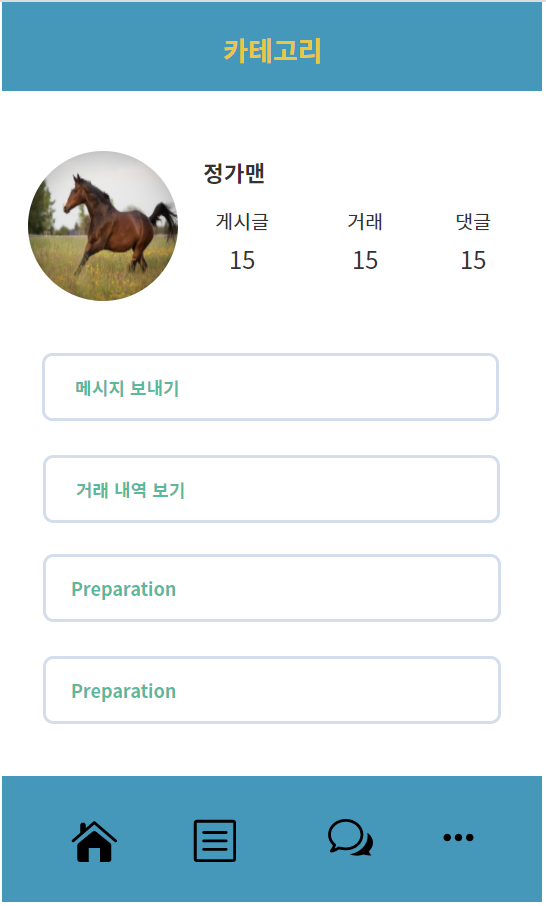 카테고리
정가맨
게시글 거래 댓글
15 15 15
메시지 보내기
거래 내역 보기
Preparation
Preparation